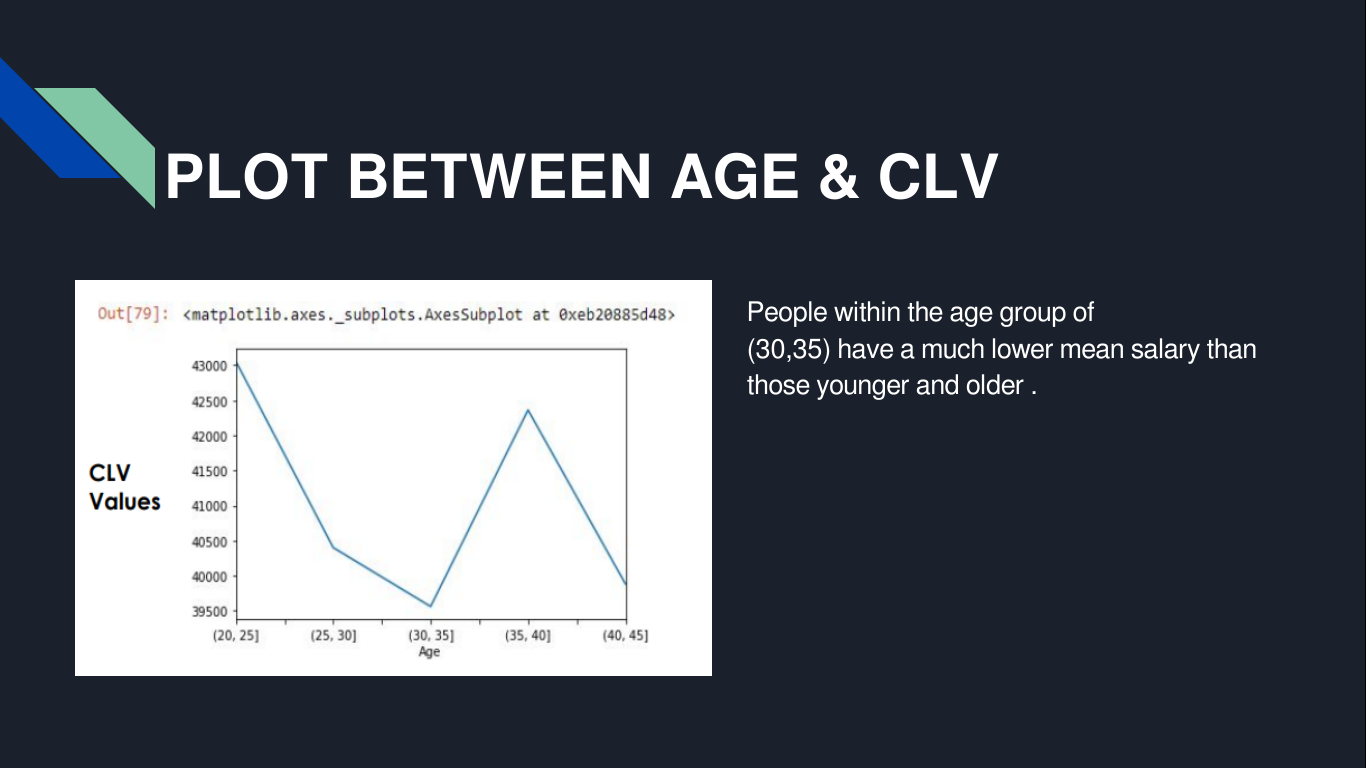 PLOT BETWEEN AGE & CLV
Out[79]: <matplotlib.axes._subplots.AxesSubplot at 0xeb20885d48>
43000
42500
42000
41500
41000
40500
40000
39500
CLV
Values
(20, 25]
(25, 30]
(30, 35]
(35, 40]
(40, 45]
Age
People within the age group of
(30,35) have a much lower mean salary than
those younger and older .